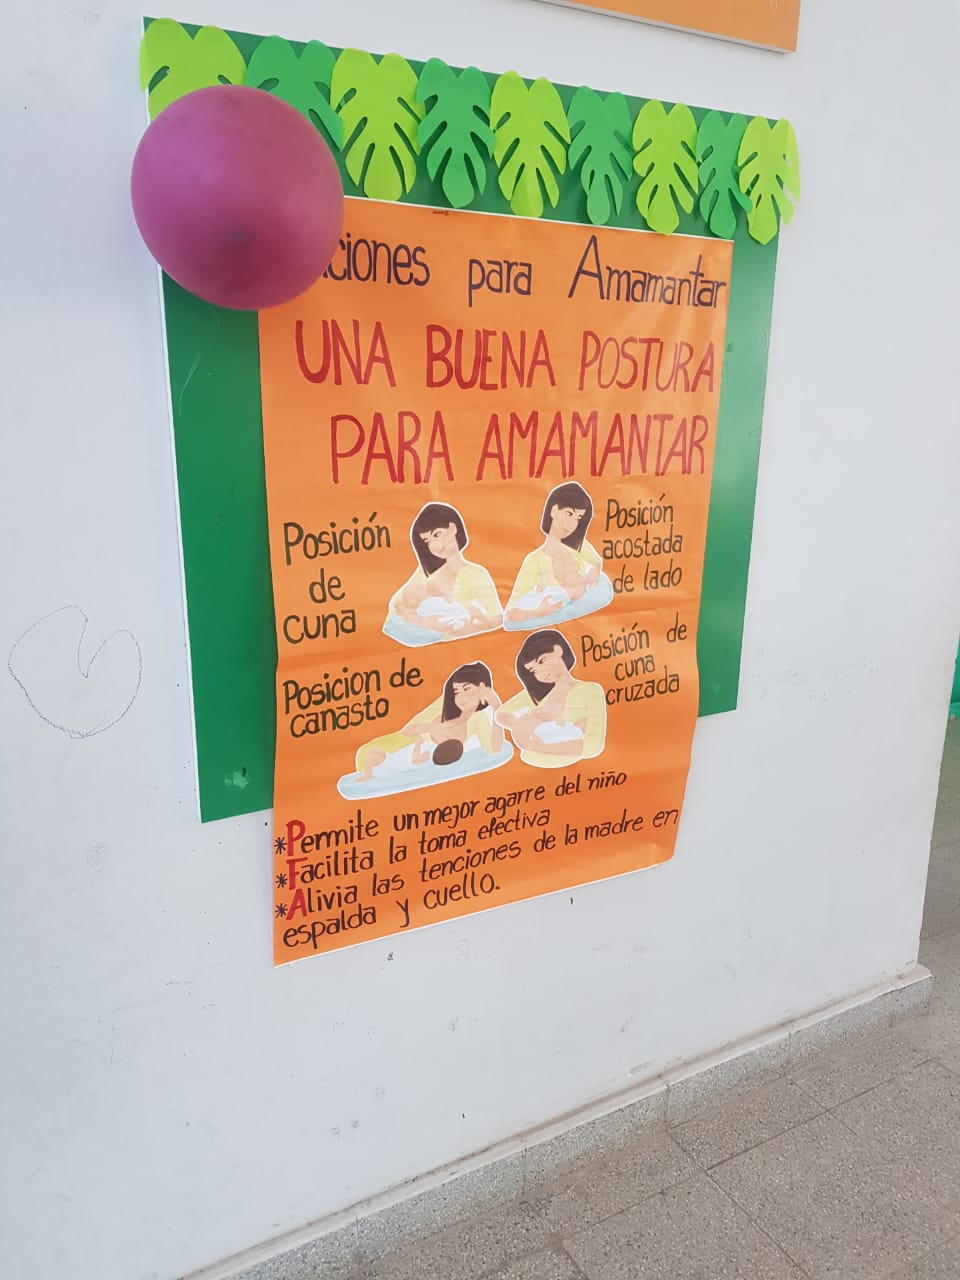 ciones para Amamantar
UNA BUENA POSTURA
PARA AMAMANTAR
Posición
de
cuna
Posición
acostada
de lado
Posicion de
canasto
Posición de
cuna
cruzada
*Permite un mejor agarre del niño
*Facilita la toma efectiva
*Alivia las tenciones de la madre en
espalda y cuello.